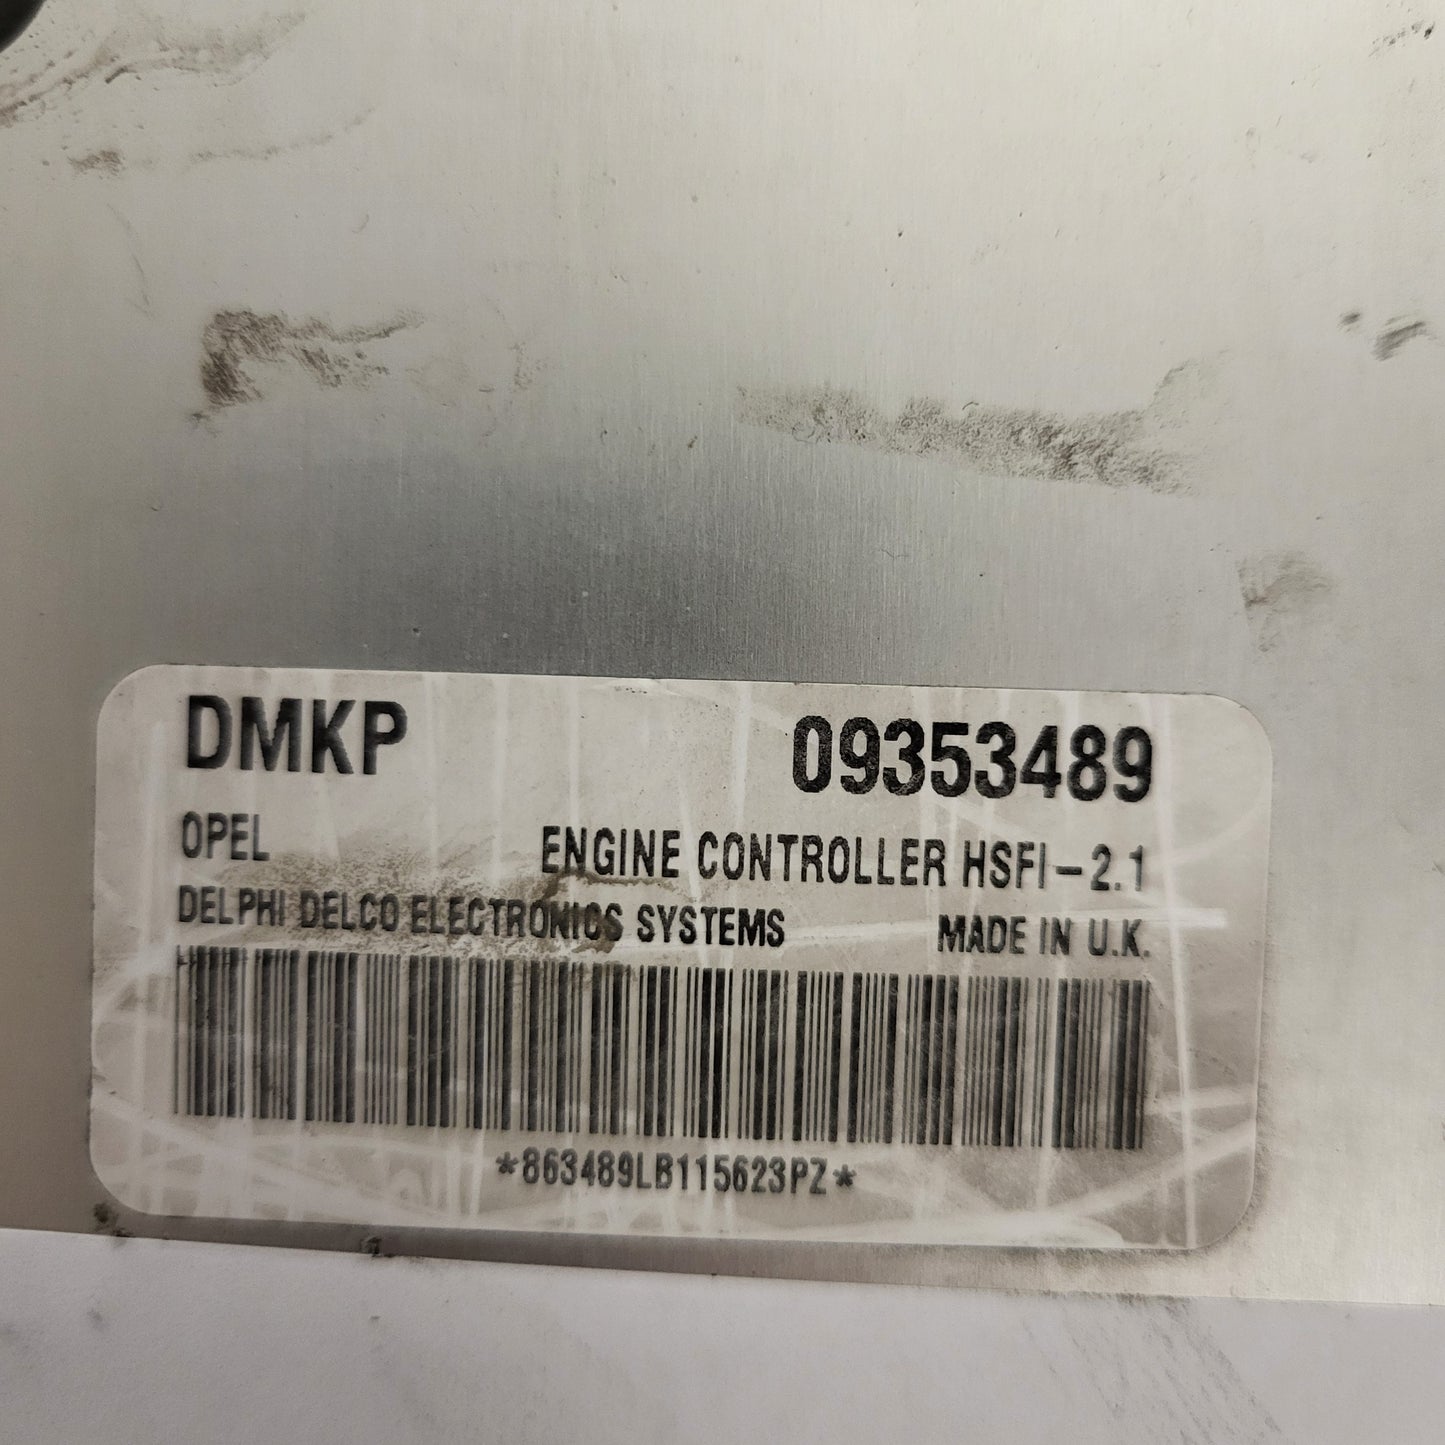 DMKP 09353489
OPEL ENGINE CONTROLLER HSFI-2.1
DELPHI DELCO ELECTRONICS SYSTEMS MADE IN U.K.
*863489LB115623PZ*